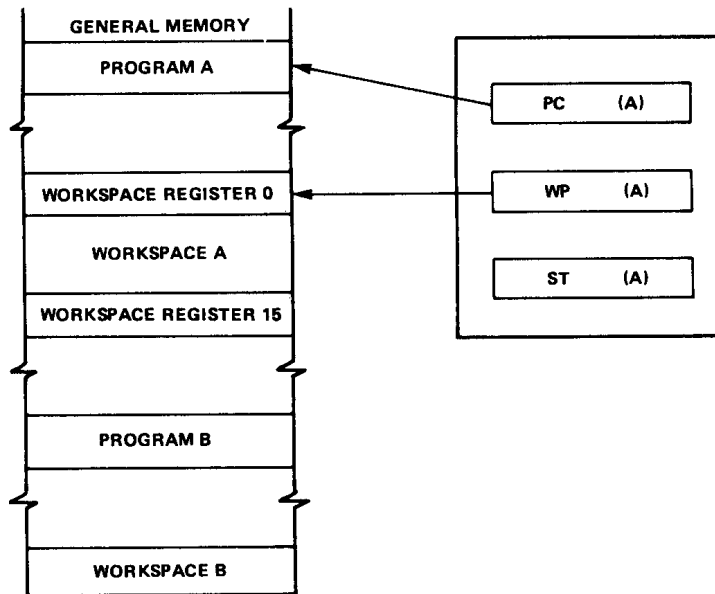 GENERAL MEMORY
PROGRAM A
WORKSPACE REGISTER 0
WORKSPACE A
WORKSPACE REGISTER 15
PROGRAM B
WORKSPACE B
PC (A)
WP (A)
ST (A)